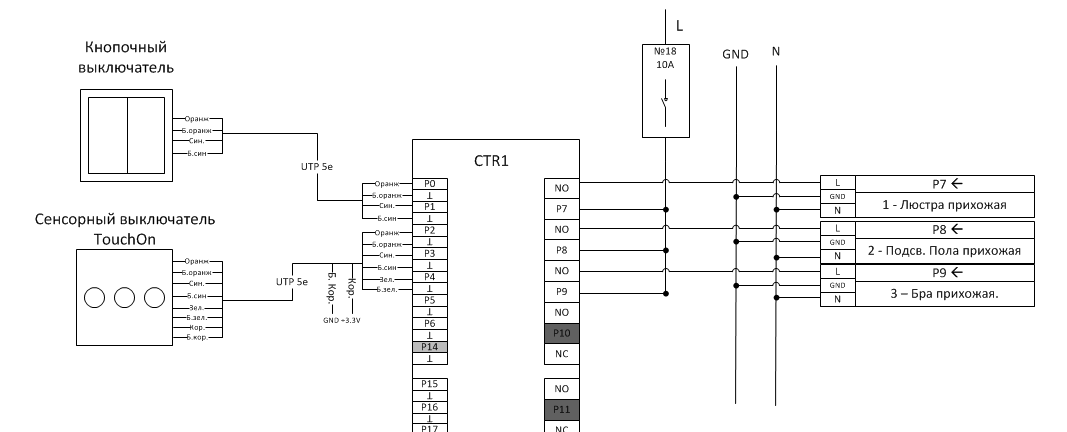 Кнопочный
выключатель
Оранж
Б.оранж
Син.
Б.син
UTP 5e
Сенсорный выключатель
TouchOn
Оранж
Б.оранж
Син.
Б.син
Зел.
Б.зел.
Кор.
Б.кор.
UTP 5e
Б. Кор.
Кор.
GND +3.3V
Оранж
Б.оранж
Син.
Б.син
Оранж
Б.оранж
Син.
Б.син
Зел.
Б.зел.
CTR1
P0
⊥
P1
⊥
P2
⊥
P3
⊥
P4
⊥
P5
⊥
P6
⊥
P14
⊥
P15
⊥
P16
⊥
P17
NO
P7
NO
P8
NO
P9
NO
P10
NC
NO
P11
NC
L
№18
10A
GND
N
L
GND
N
P7 ←
1 - Люстра прихожая
L
GND
N
P8 ←
2 - Подсв. Пола прихожая
L
GND
N
P9 ←
3 – Бра прихожая.